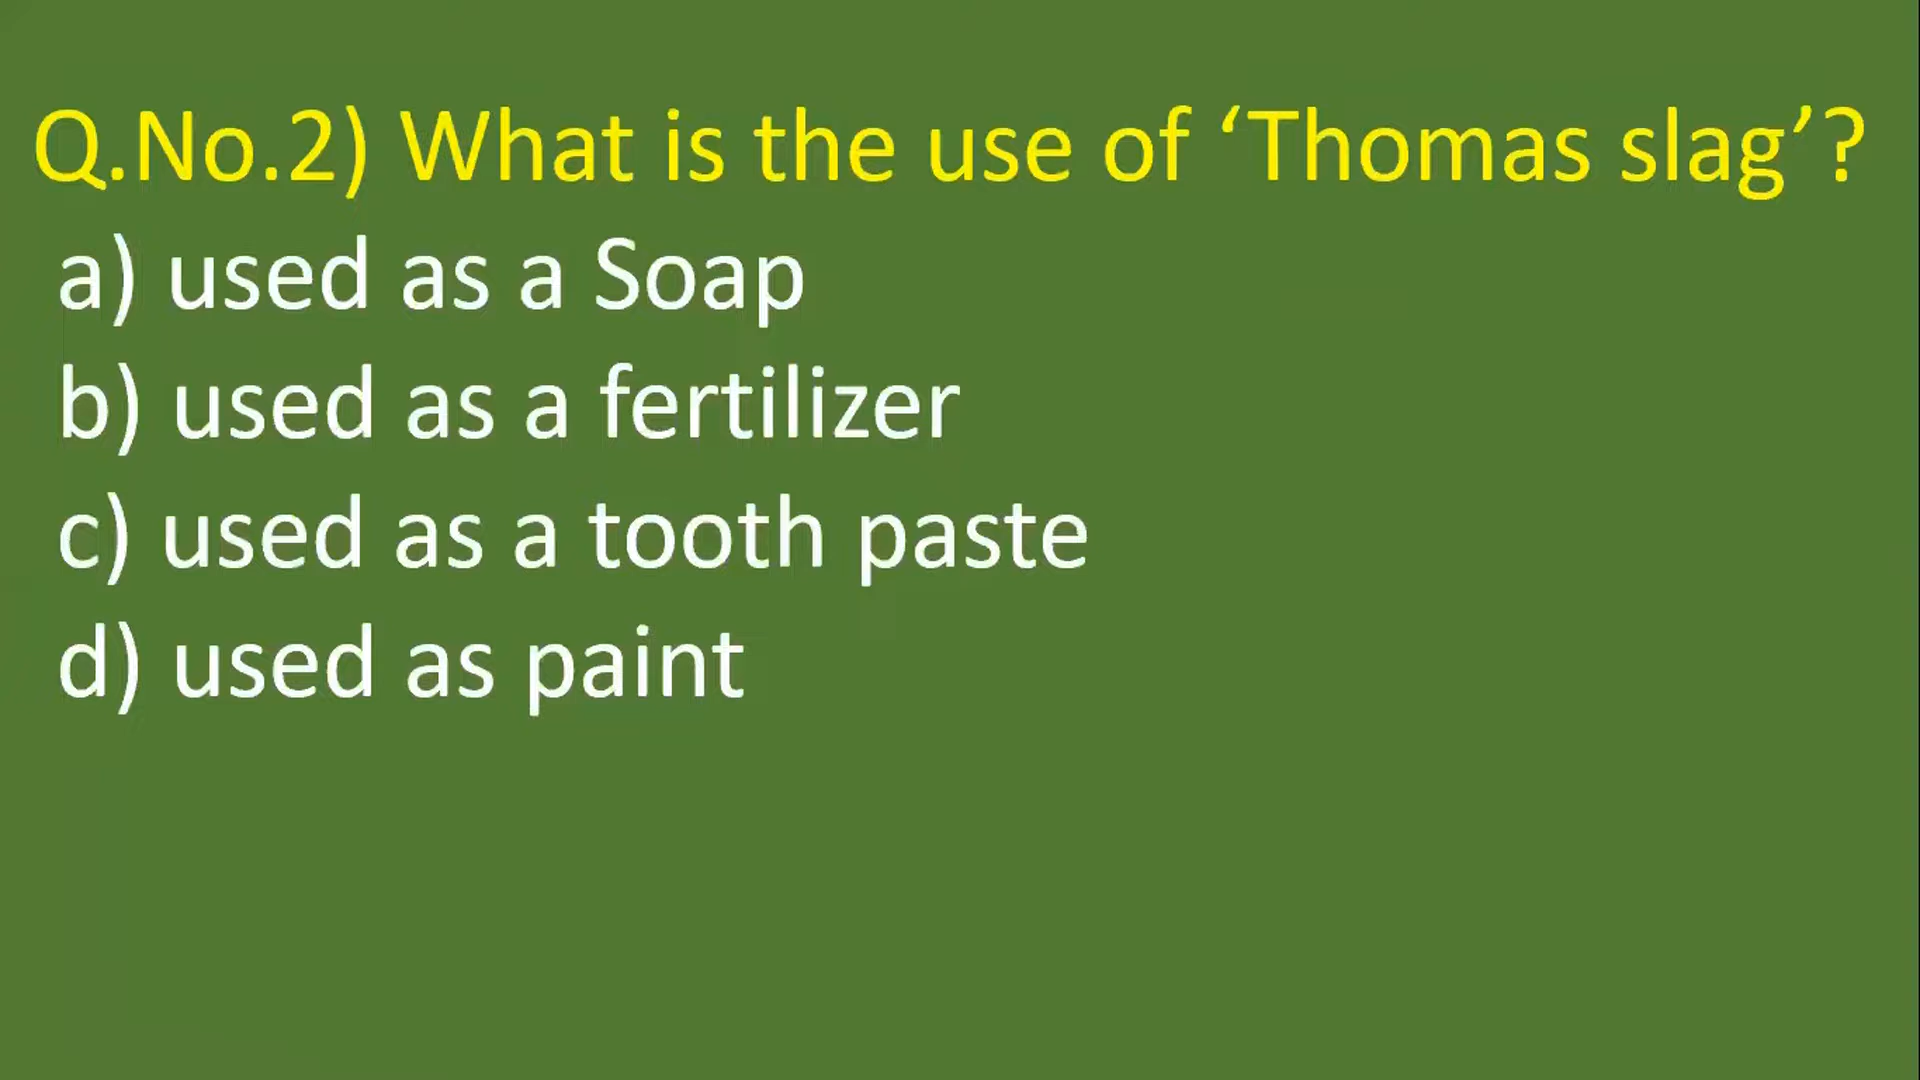 Q.No.2) What is the use of ‘Thomas slag’?
a) used as a Soap
b) used as a fertilizer
c) used as a tooth paste
d) used as paint